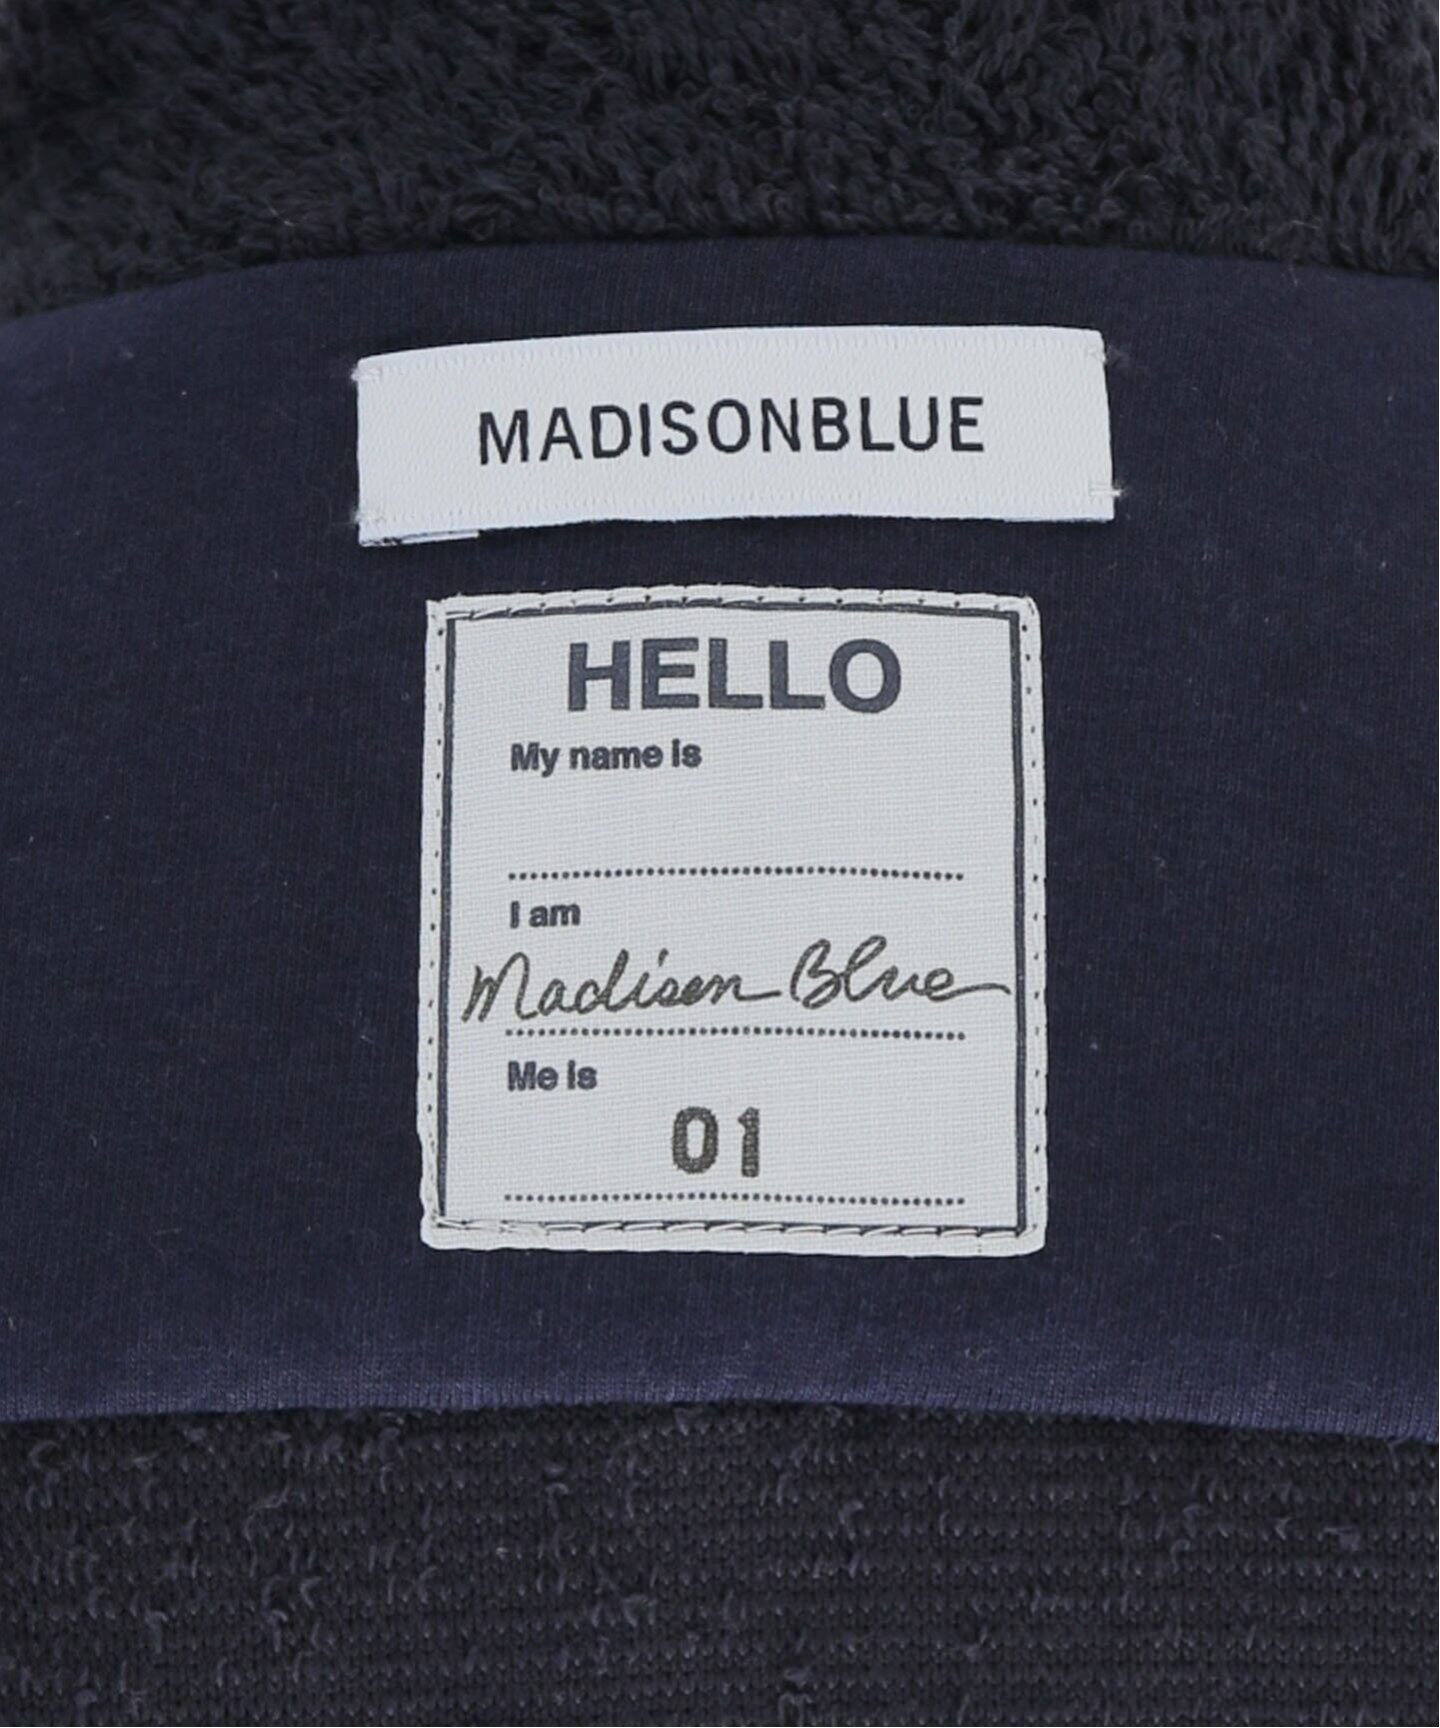 MADISONBLUE
HELLO
My name is
I am
Madison Blue
Me is
01